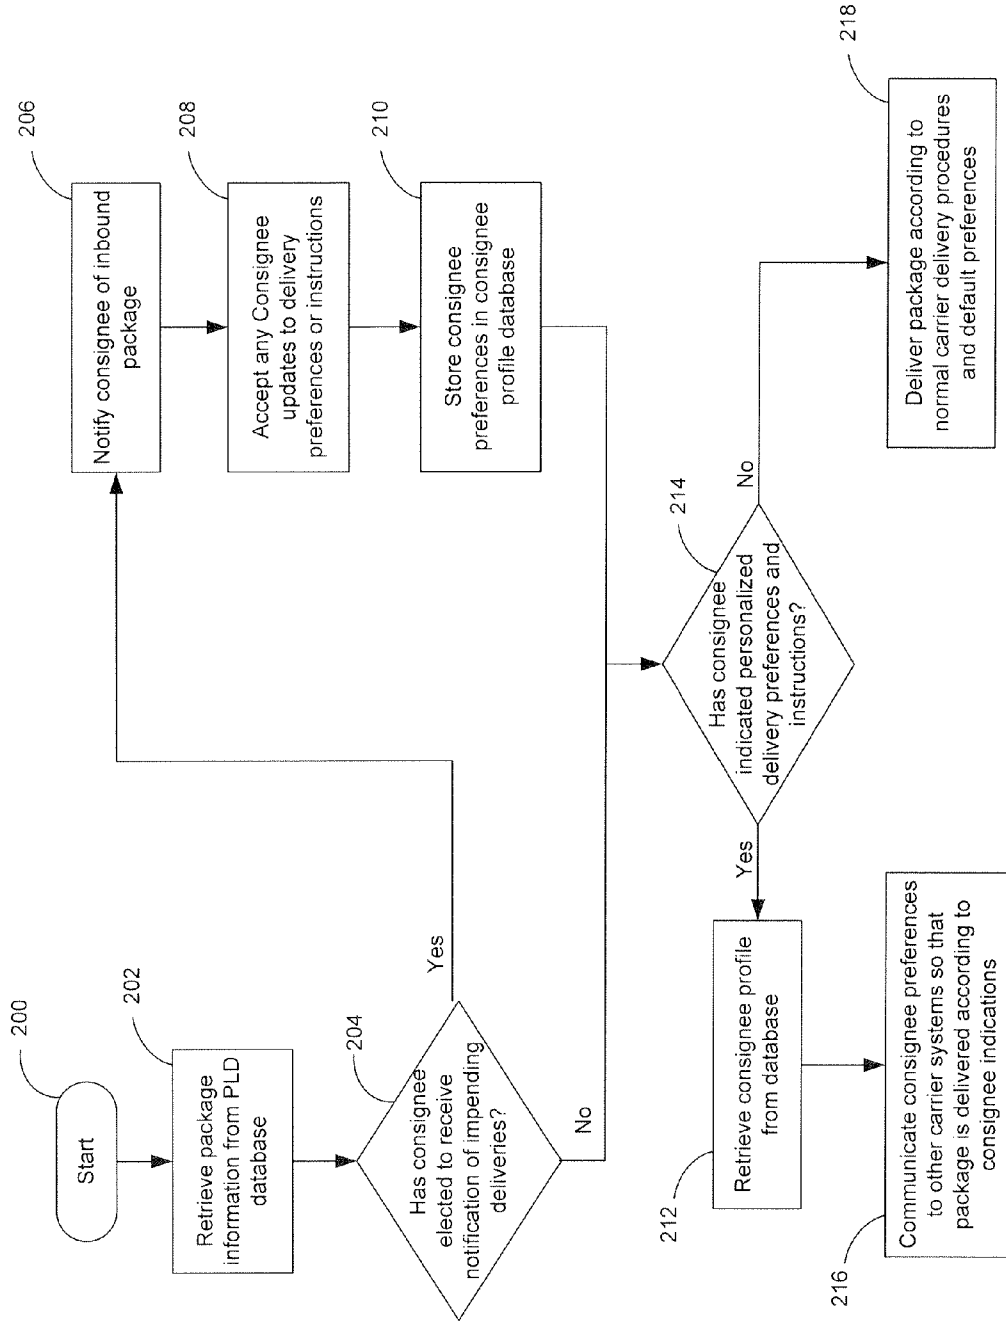 200
Start
202
Retrieve package
information from PLD
database
204
Has consignee
elected to receive
notification of impending
deliveries?
Yes
No
206
Notify consignee of inbound
package
208
Accept any Consignee
updates to delivery
preferences or instructions
210
Store consignee
preferences in consignee
profile database
214
Has consignee
indicated personalized
delivery preferences and
instructions?
Yes
No
212
Retrieve consignee profile
from database
216
Communicate consignee preferences
to other carrier systems so that
package is delivered according to
consignee indications
218
Deliver package according to
normal carrier delivery procedures
and default preferences